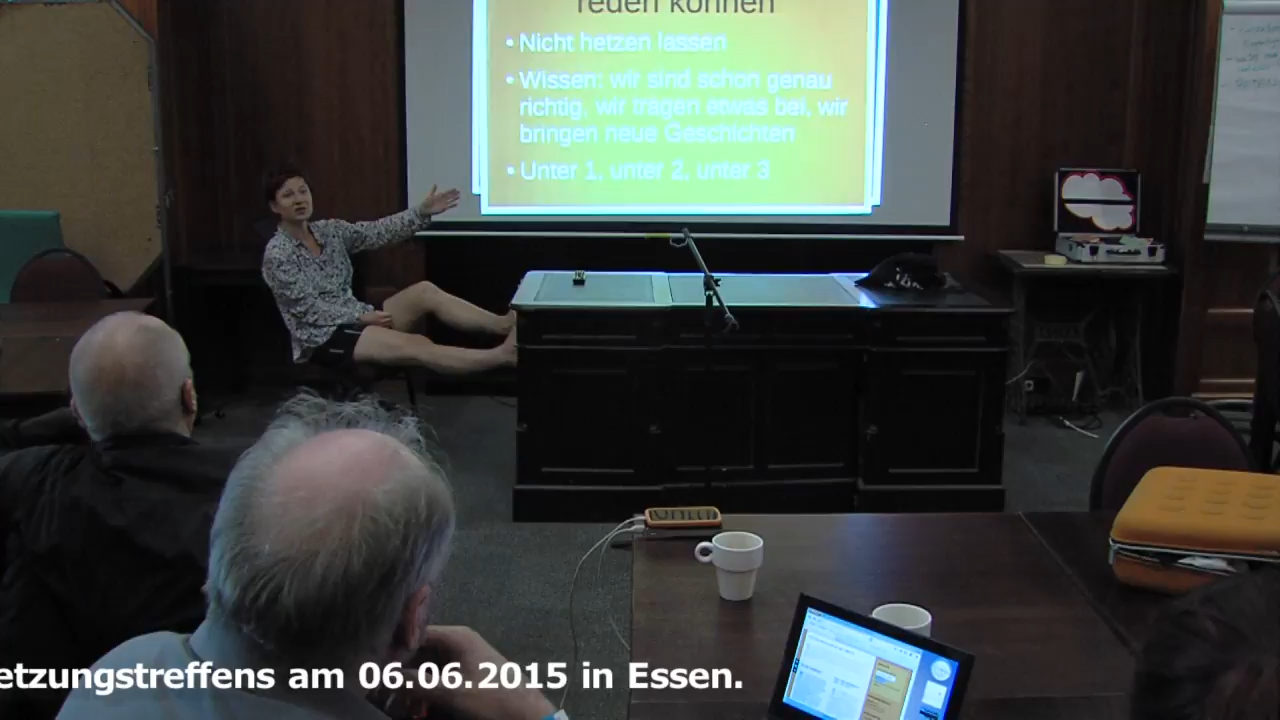 reden können
• Nicht hetzen lassen
• Wissen: wir sind schon genau
richtig, wir tragen etwas bei, wir
bringen neue Geschichten
• Unter 1, unter 2, unter 3
etzungstreffens am 06.06.2015 in Essen.